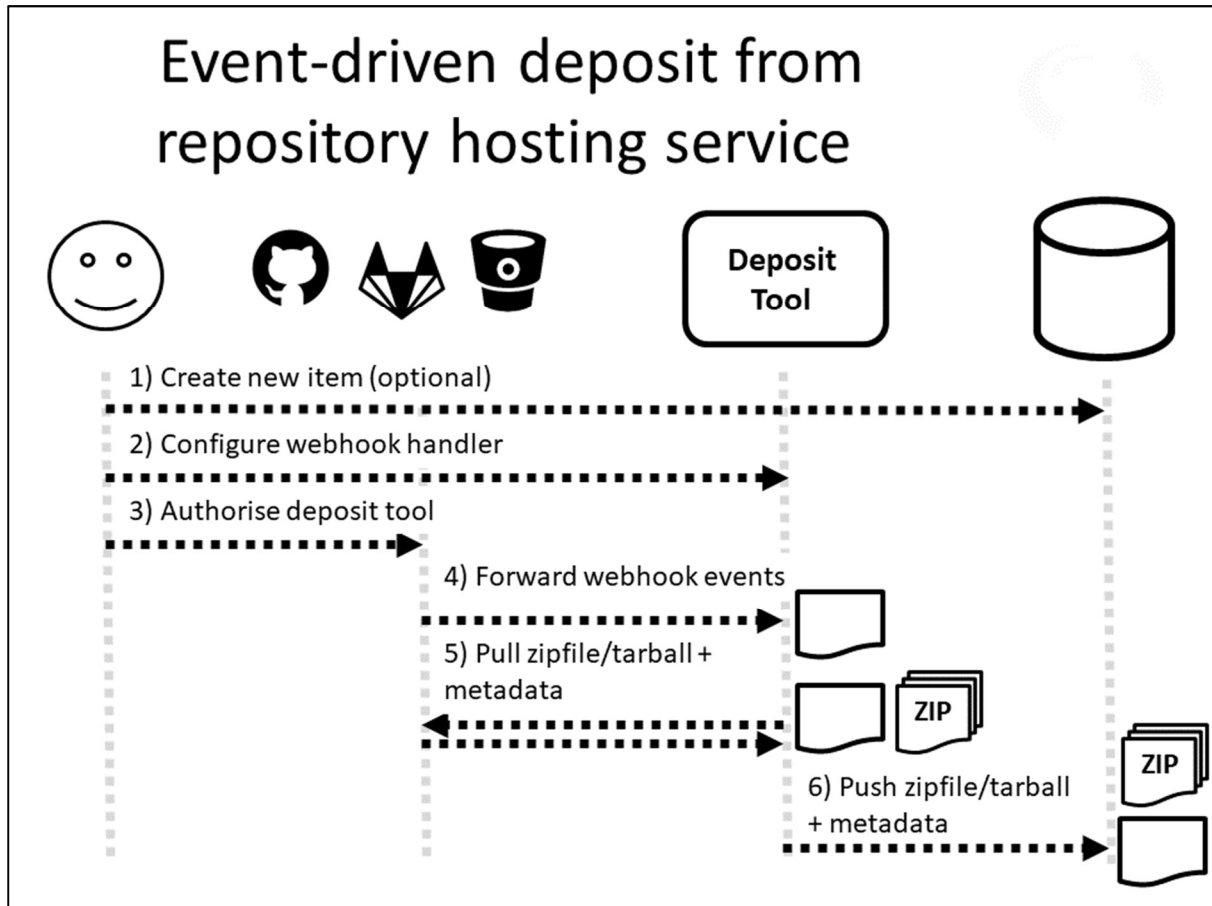 Event-driven deposit from
repository hosting service
Deposit
Tool
1) Create new item (optional)
2) Configure webhook handler
3) Authorise deposit tool
4) Forward webhook events
5) Pull zipfile/tarball +
metadata
ZIP
ZIP
6) Push zipfile/tarball
+ metadata